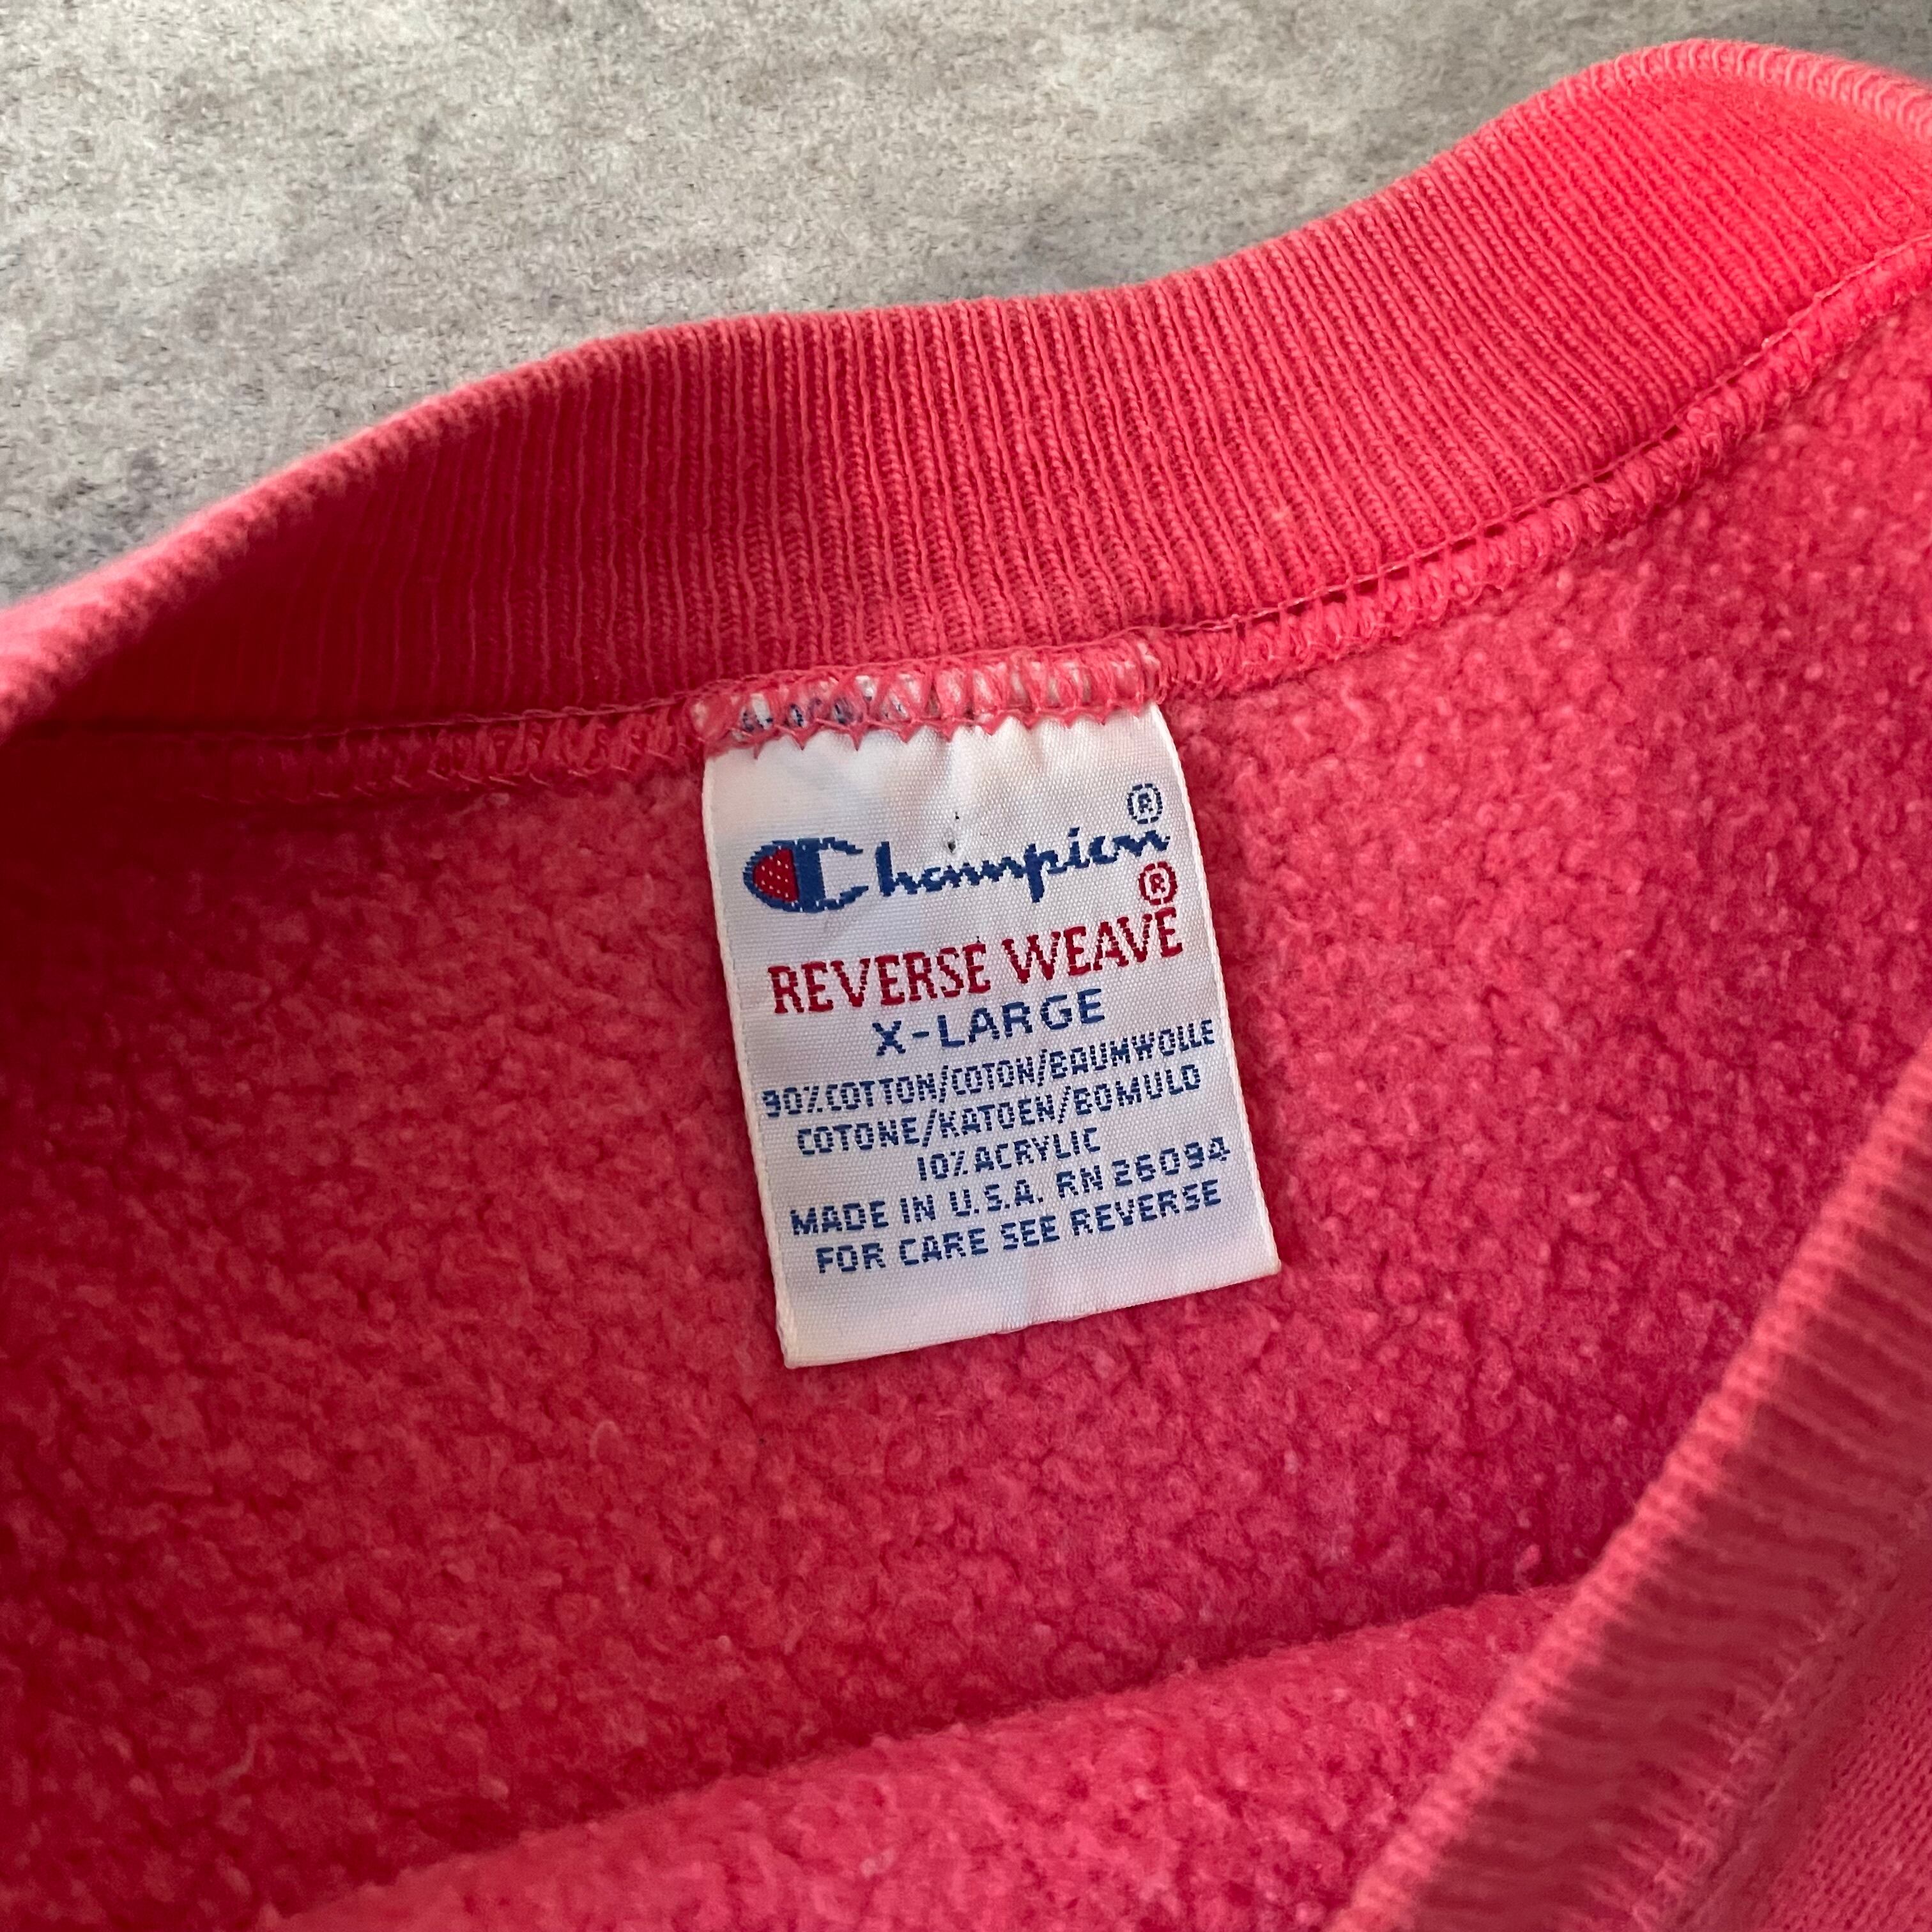 Champion®
REVERSE WEAVE®
X-LARGE
90% COTTON/COTON/BAUMWOLLE
COTONE/KATOEN/BOMULD
10% ACRYLIC
MADE IN U.S.A. RN 26094
FOR CARE SEE REVERSE